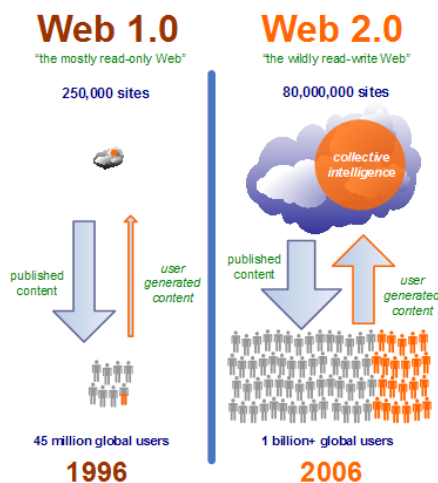 Web 1.0
"the mostly read-only Web"
250,000 sites
published
content
user
generated
content
45 million global users
1996
Web 2.0
"the wildly read-write Web"
80,000,000 sites
collective
intelligence
published
content
user
generated
content
1 billion+ global users
2006